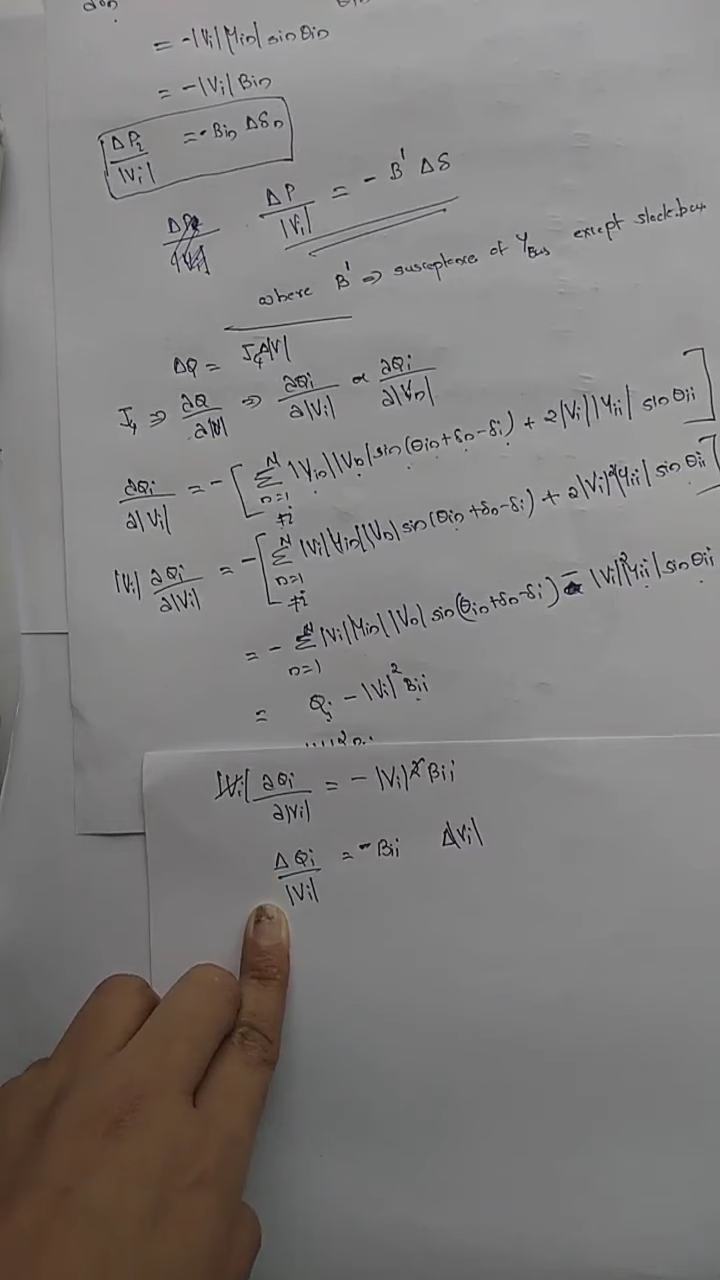 = -|Vi| |Yin| sin θin
= -|Vi| Bin
ΔPi/|Vi| = - Bin Δδn
ΔP/|Vi| = - B' Δδ
where B' ⇒ susceptence of YBus except slack bus
ΔQ = J4 Δ|V|
J4 ⇒ ∂Q/∂|V| ⇒ ∂Qi/∂|Vi| & ∂Qi/∂|Vn|
∂Qi/∂|Vi| = - [ Σ N n=1 ≠i |Yin| |Vn| sin(θin+δn-δi) + 2|Vi| |Yii| sin θii ]
|Vi| ∂Qi/∂|Vi| = - [ Σ N n=1 ≠i |Vi| |Yin| |Vn| sin(θin+δn-δi) + 2|Vi|² |Yii| sin θii ]
= - Σ N n=1 |Vi| |Yin| |Vn| sin(θin+δn-δi) - |Vi|² |Yii| sin θii
= Qi - |Vi|² Bii
|Vi| ∂Qi/∂|Vi| = - |Vi|² Bii
ΔQi/|Vi| = - Bii Δ|Vi|